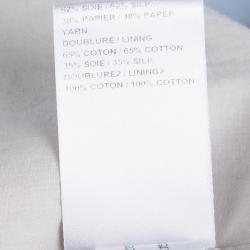 62% SOIE / 62% SILK
38% PAPIER / 38% PAPER
YARN
DOUBLURE / LINING
65% COTON / 65% COTTON
35% SOIE / 35% SILK
DOUBLURE2 / LINING2
100% COTON / 100% COTTON